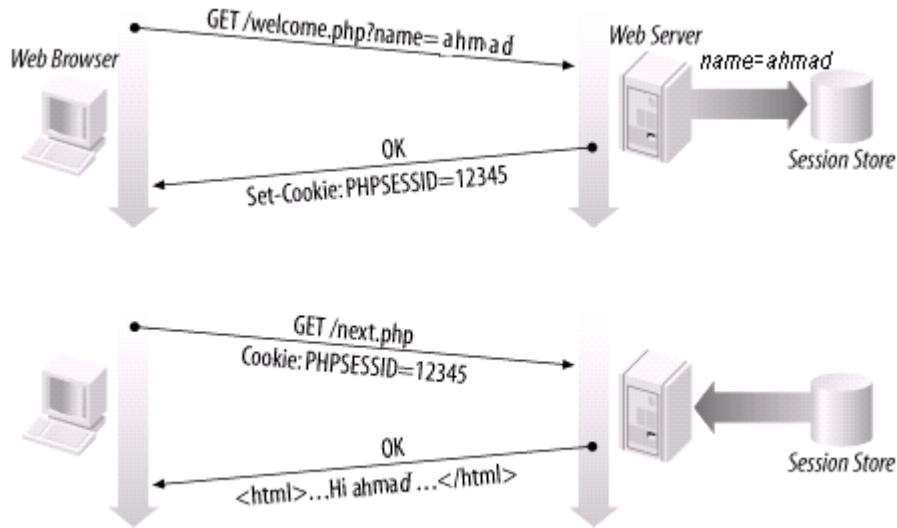 GET /welcome.php?name= ahmad
Web Browser
Web Server
name=ahmad
OK
Set-Cookie: PHPSESSID=12345
Session Store
GET /next.php
Cookie: PHPSESSID=12345
OK
<html>...Hi ahmad ...</html>
Session Store